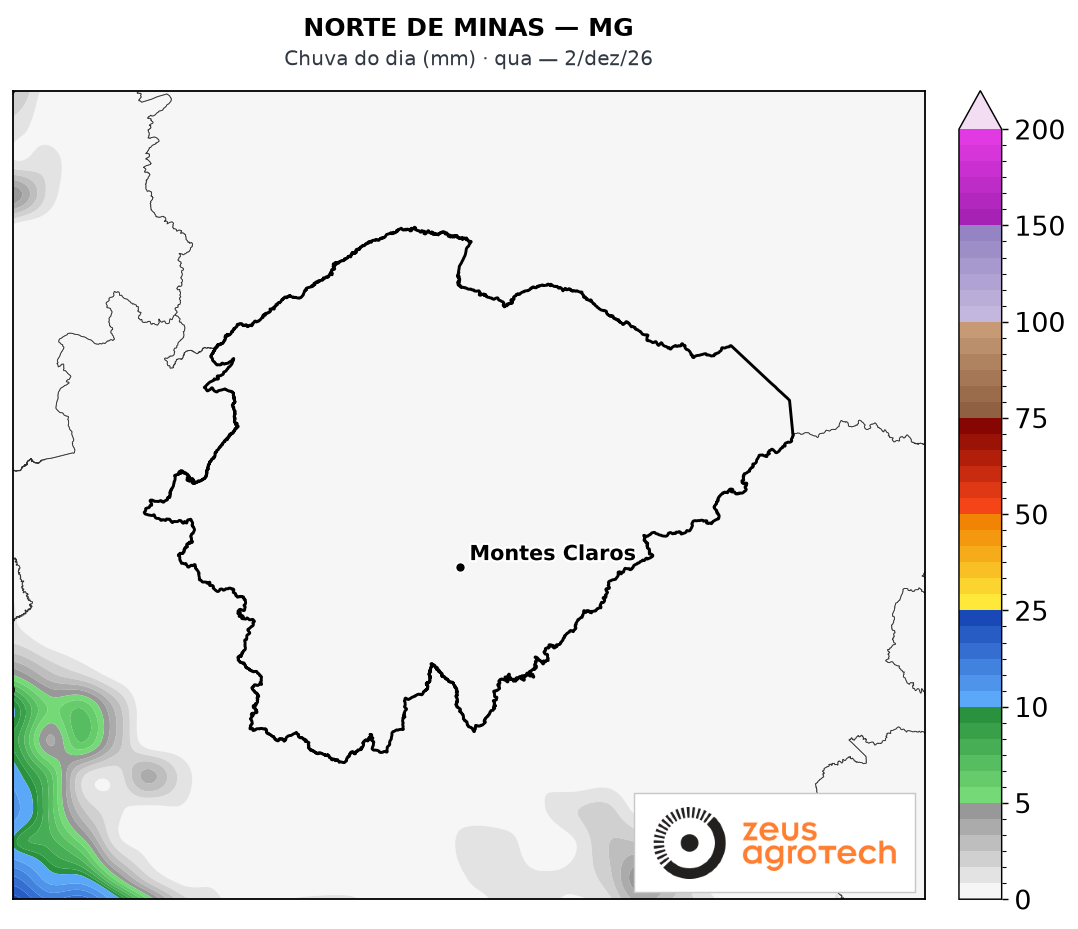 NORTE DE MINAS — MG
Chuva do dia (mm) · qua — 2/dez/26
200
150
100
75
50
25
10
5
0
Montes Claros
zeus
agrotech